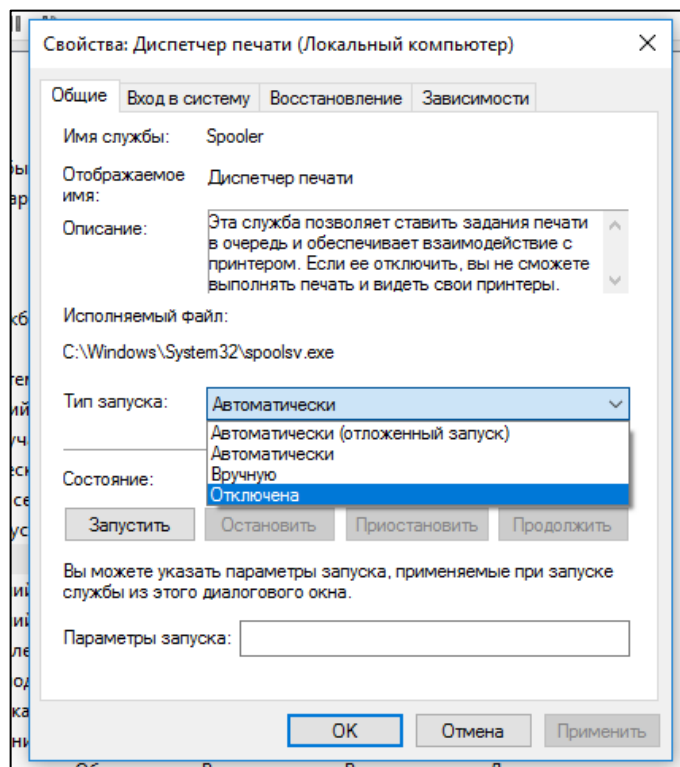 Свойства: Диспетчер печати (Локальный компьютер)
Общие Вход в систему Восстановление Зависимости
Имя службы: Spooler
Отображаемое имя: Диспетчер печати
Описание: Эта служба позволяет ставить задания печати
в очередь и обеспечивает взаимодействие с
принтером. Если ее отключить, вы не сможете
выполнять печать и видеть свои принтеры.
Исполняемый файл:
C:\Windows\System32\spoolsv.exe
Тип запуска: Автоматически
Автоматически (отложенный запуск)
Автоматически
Вручную
Отключена
Состояние:
Запустить Остановить Приостановить Продолжить
Вы можете указать параметры запуска, применяемые при запуске
службы из этого диалогового окна.
Параметры запуска:
OK Отмена Применить